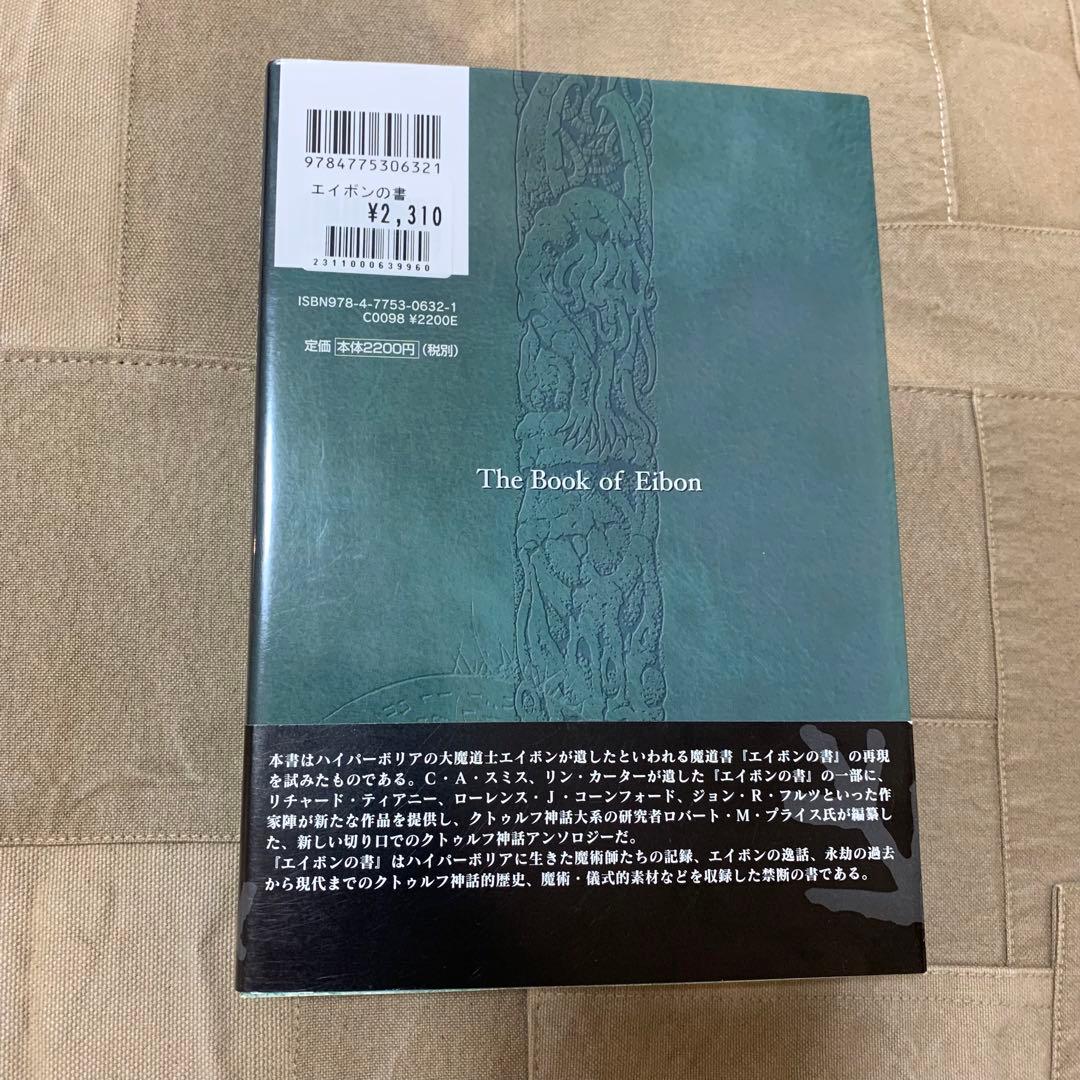 9784775306321
エイボンの書
¥2,310
2311000639960
ISBN978-4-7753-0632-1
C0098 ¥2200E
定価 本体2200円 (税別)
The Book of Eibon
本書はハイパーボリアの大魔道士エイボンが遺したといわれる魔道書『エイボンの書』の再現
を試みたものである。C・A・スミス、リン・カーターが遺した『エイボンの書』の一部に、
リチャード・ティアニー、ローレンス・J・コーンフォード、ジョン・R・フルツといった作
家陣が新たな作品を提供し、クトゥルフ神話大系の研究者ロバート・M・プライス氏が編纂し
た、新しい切り口でのクトゥルフ神話アンソロジーだ。
『エイボンの書』はハイパーボリアに生きた魔術師たちの記録、エイボンの逸話、永劫の過去
から現代までのクトゥルフ神話的歴史、魔術・儀式的素材などを収録した禁断の書である。